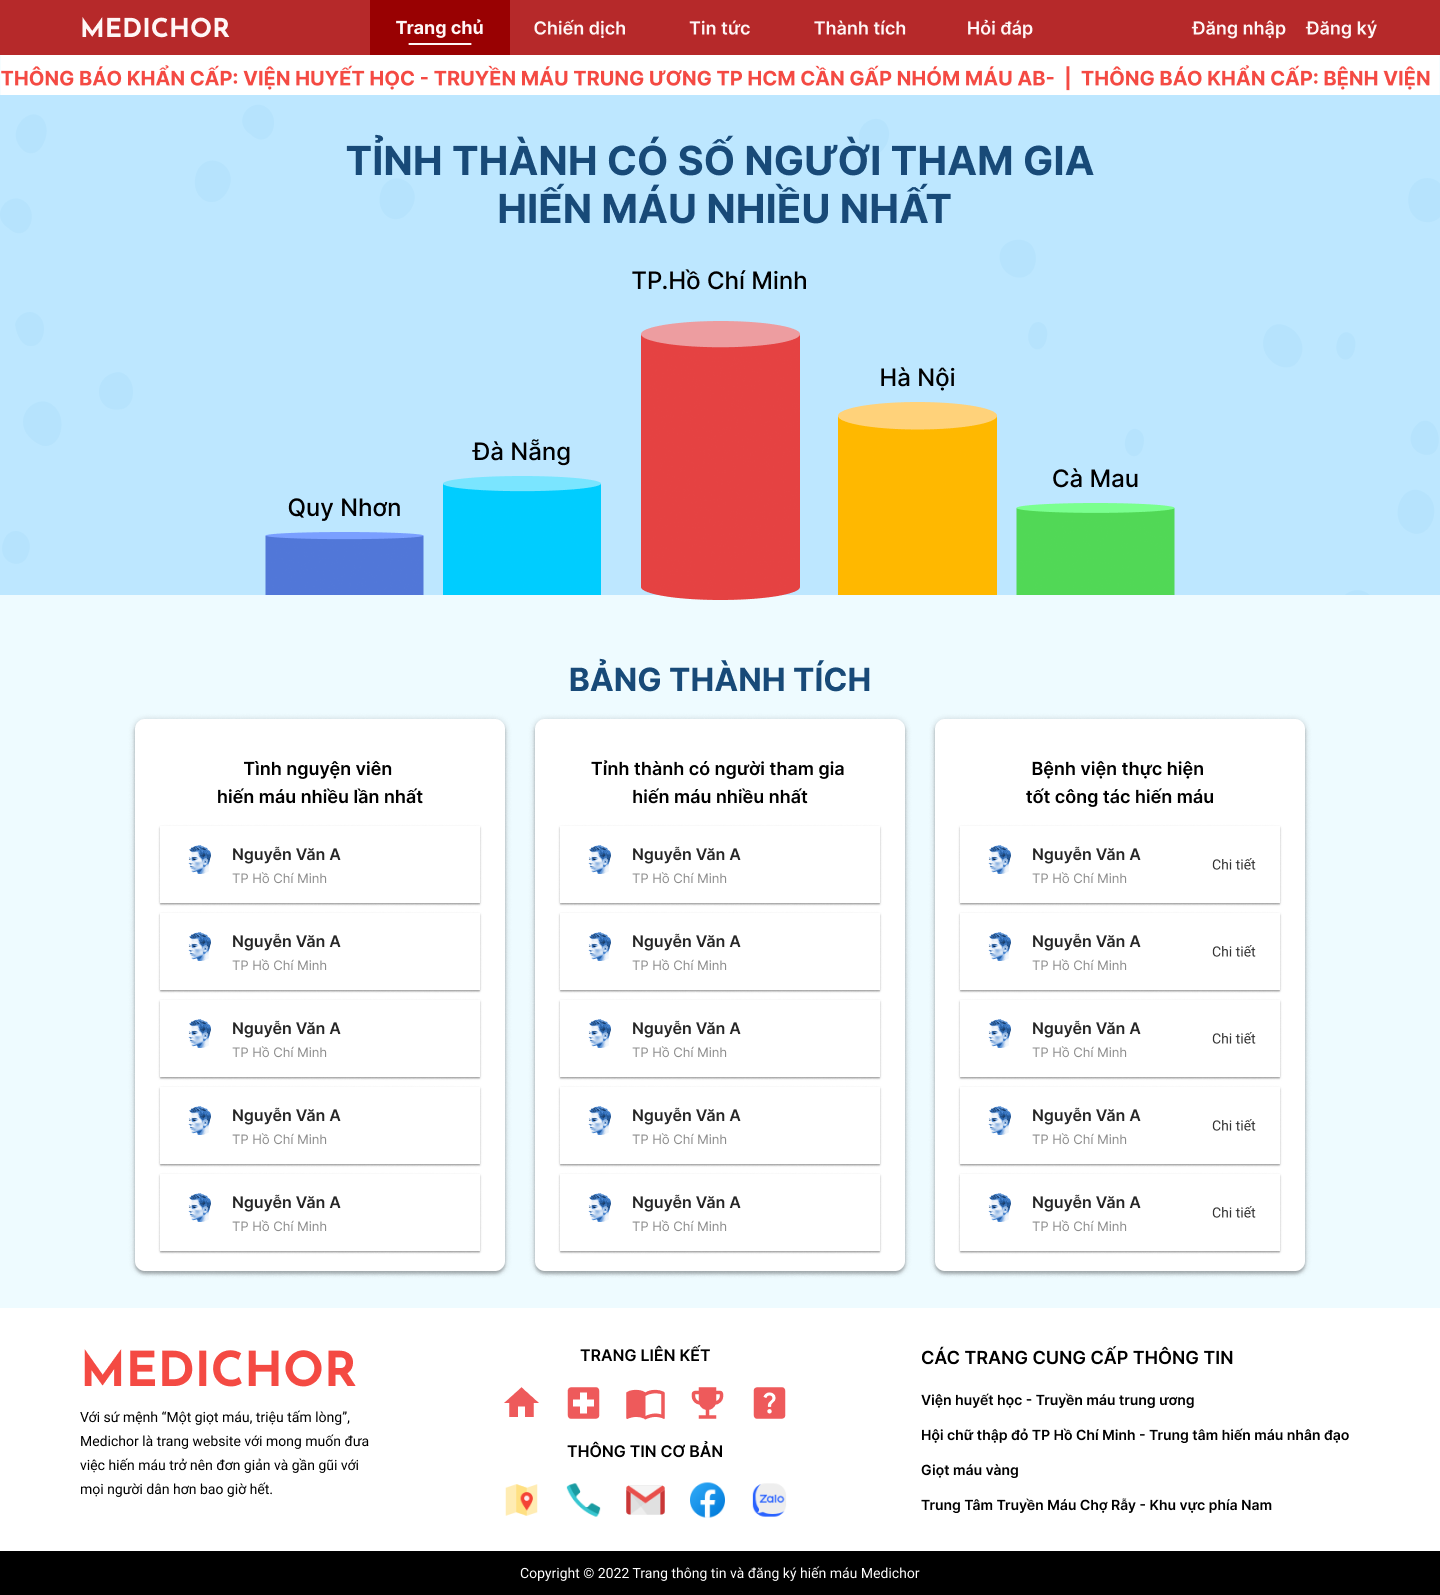 MEDICHOR
Trang chủ
Chiến dịch
Tin tức
Thành tích
Hỏi đáp
Đăng nhập
Đăng ký
THÔNG BÁO KHẨN CẤP: VIỆN HUYẾT HỌC - TRUYỀN MÁU TRUNG ƯƠNG TP HCM CẦN GẤP NHÓM MÁU AB- | THÔNG BÁO KHẨN CẤP: BỆNH VIỆN
TỈNH THÀNH CÓ SỐ NGƯỜI THAM GIA
HIẾN MÁU NHIỀU NHẤT
TP.Hồ Chí Minh
Hà Nội
Đà Nẵng
Cà Mau
Quy Nhơn
BẢNG THÀNH TÍCH
Tình nguyện viên
hiến máu nhiều lần nhất
Nguyễn Văn A
TP Hồ Chí Minh
Nguyễn Văn A
TP Hồ Chí Minh
Nguyễn Văn A
TP Hồ Chí Minh
Nguyễn Văn A
TP Hồ Chí Minh
Nguyễn Văn A
TP Hồ Chí Minh
Tỉnh thành có người tham gia
hiến máu nhiều nhất
Nguyễn Văn A
TP Hồ Chí Minh
Nguyễn Văn A
TP Hồ Chí Minh
Nguyễn Văn A
TP Hồ Chí Minh
Nguyễn Văn A
TP Hồ Chí Minh
Nguyễn Văn A
TP Hồ Chí Minh
Bệnh viện thực hiện
tốt công tác hiến máu
Nguyễn Văn A
TP Hồ Chí Minh
Chi tiết
Nguyễn Văn A
TP Hồ Chí Minh
Chi tiết
Nguyễn Văn A
TP Hồ Chí Minh
Chi tiết
Nguyễn Văn A
TP Hồ Chí Minh
Chi tiết
Nguyễn Văn A
TP Hồ Chí Minh
Chi tiết
MEDICHOR
Với sứ mệnh “Một giọt máu, triệu tấm lòng”,
Medichor là trang website với mong muốn đưa
việc hiến máu trở nên đơn giản và gần gũi với
mọi người dân hơn bao giờ hết.
TRANG LIÊN KẾT
?
THÔNG TIN CƠ BẢN
Zalo
CÁC TRANG CUNG CẤP THÔNG TIN
Viện huyết học - Truyền máu trung ương
Hội chữ thập đỏ TP Hồ Chí Minh - Trung tâm hiến máu nhân đạo
Giọt máu vàng
Trung Tâm Truyền Máu Chợ Rẫy - Khu vực phía Nam
Copyright © 2022 Trang thông tin và đăng ký hiến máu Medichor